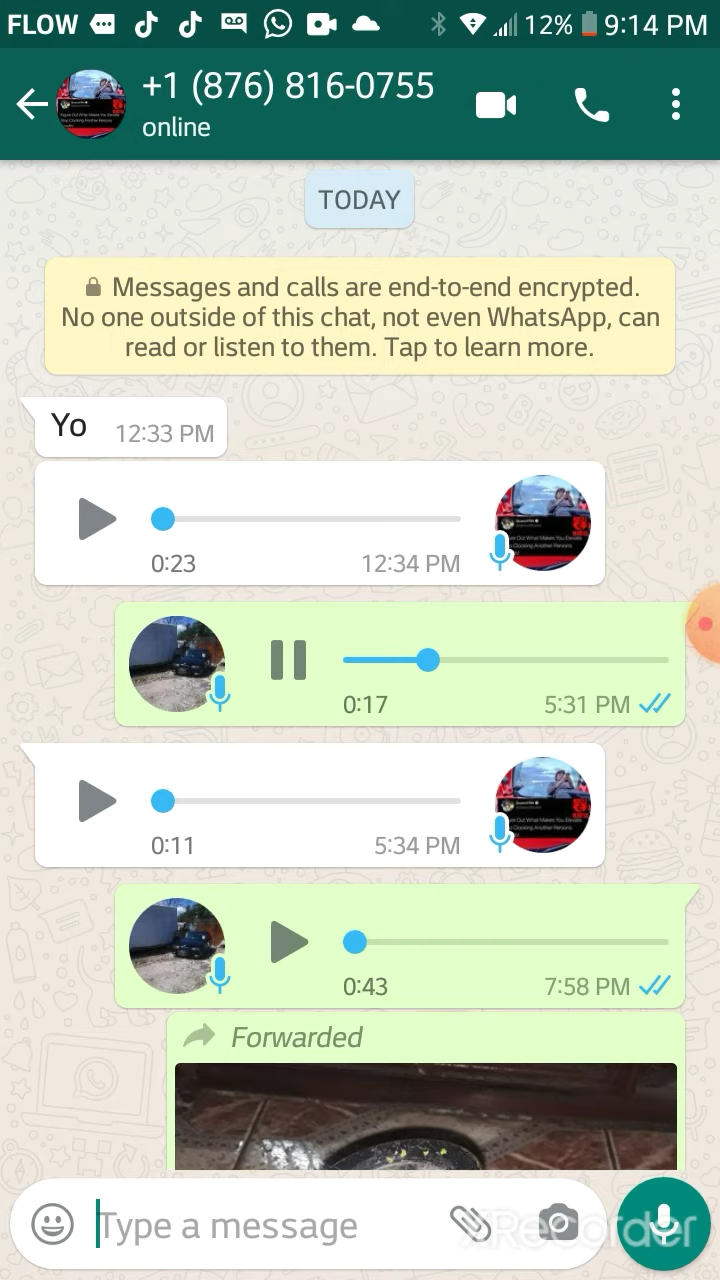 FLOW 12% 9:14 PM
+1 (876) 816-0755
online
TODAY
Messages and calls are end-to-end encrypted.
No one outside of this chat, not even WhatsApp, can
read or listen to them. Tap to learn more.
Yo 12:33 PM
0:23 12:34 PM
0:17 5:31 PM
0:11 5:34 PM
0:43 7:58 PM
Forwarded
Type a message
XRecorder